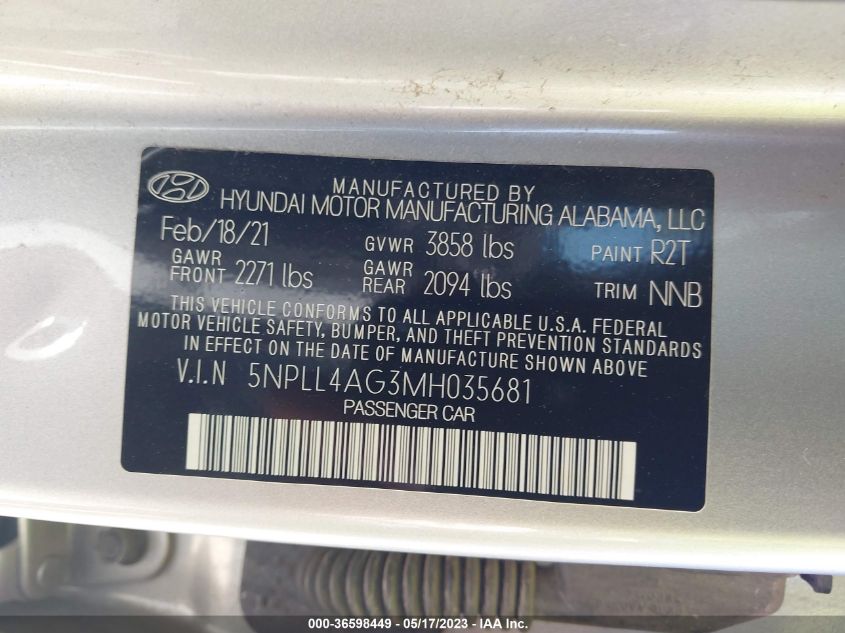 MANUFACTURED BY
HYUNDAI MOTOR MANUFACTURING ALABAMA, LLC
Feb/18/21 GVWR 3858 lbs PAINT R2T
GAWR FRONT 2271 lbs GAWR REAR 2094 lbs TRIM NNB
THIS VEHICLE CONFORMS TO ALL APPLICABLE U.S.A. FEDERAL
MOTOR VEHICLE SAFETY, BUMPER, AND THEFT PREVENTION STANDARDS
IN EFFECT ON THE DATE OF MANUFACTURE SHOWN ABOVE
V.I.N 5NPLL4AG3MH035681
PASSENGER CAR
000-36598449 - 05/17/2023 - IAA Inc.